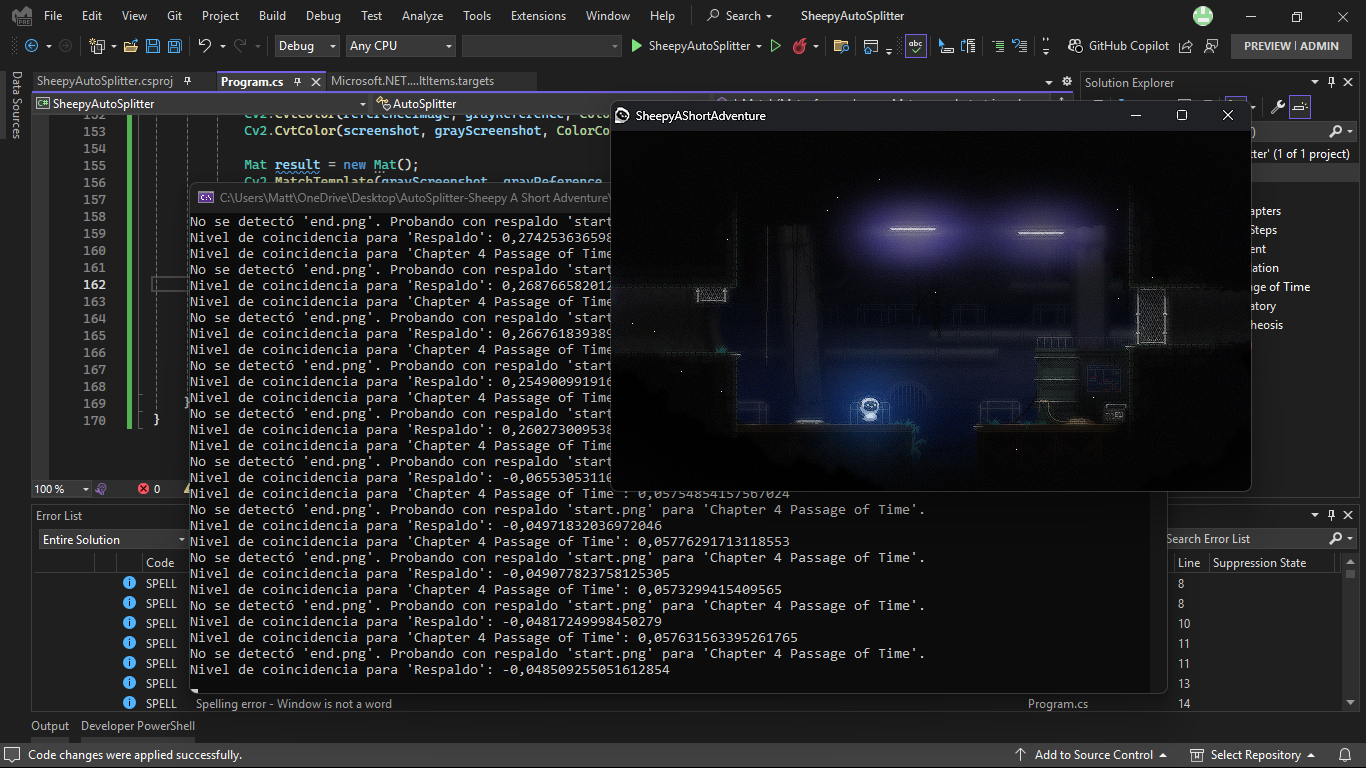 File Edit View Git Project Build Debug Test Analyze Tools Extensions Window Help Search SheepyAutoSplitter
Debug Any CPU SheepyAutoSplitter GitHub Copilot PREVIEW | ADMIN
Data Sources
SheepyAutoSplitter.csproj Program.cs Microsoft.NET....ltItems.targets
Solution Explorer
SheepyAutoSplitter AutoSplitter
SheepyAShortAdventure
153 Cv2.CvtColor(screenshot, grayScreenshot, ColorCo
154
155 Mat result = new Mat();
156 Cv2.MatchTemplate(grayScreenshot, grayReference,
157
158
159
160
161
162
163
164
165
166
167
168
169 }
170 }
tter' (1 of 1 project)
apters
Steps
ent
ation
ge of Time
atory
heosis
C:\Users\Matt\OneDrive\Desktop\AutoSplitter-Sheepy A Short Adventure\
No se detectó 'end.png'. Probando con respaldo 'start
Nivel de coincidencia para 'Respaldo': 0,274253636598
Nivel de coincidencia para 'Chapter 4 Passage of Time
No se detectó 'end.png'. Probando con respaldo 'start
Nivel de coincidencia para 'Respaldo': 0,268766582012
Nivel de coincidencia para 'Chapter 4 Passage of Time
No se detectó 'end.png'. Probando con respaldo 'start
Nivel de coincidencia para 'Respaldo': 0,266761839389
Nivel de coincidencia para 'Chapter 4 Passage of Time
No se detectó 'end.png'. Probando con respaldo 'start
Nivel de coincidencia para 'Respaldo': 0,254900991916
Nivel de coincidencia para 'Chapter 4 Passage of Time
No se detectó 'end.png'. Probando con respaldo 'start
Nivel de coincidencia para 'Respaldo': 0,260273009538
Nivel de coincidencia para 'Chapter 4 Passage of Time
No se detectó 'end.png'. Probando con respaldo 'start
Nivel de coincidencia para 'Respaldo': -0,06553053110
Nivel de coincidencia para 'Chapter 4 Passage of Time': 0,05754854157567024
No se detectó 'end.png'. Probando con respaldo 'start.png' para 'Chapter 4 Passage of Time'.
Nivel de coincidencia para 'Respaldo': -0,04971832036972046
Nivel de coincidencia para 'Chapter 4 Passage of Time': 0,05776291713118553
No se detectó 'end.png'. Probando con respaldo 'start.png' para 'Chapter 4 Passage of Time'.
Nivel de coincidencia para 'Respaldo': -0,049077823758125305
Nivel de coincidencia para 'Chapter 4 Passage of Time': 0,0573299415409565
No se detectó 'end.png'. Probando con respaldo 'start.png' para 'Chapter 4 Passage of Time'.
Nivel de coincidencia para 'Respaldo': -0,04817249998450279
Nivel de coincidencia para 'Chapter 4 Passage of Time': 0,057631563395261765
No se detectó 'end.png'. Probando con respaldo 'start.png' para 'Chapter 4 Passage of Time'.
Nivel de coincidencia para 'Respaldo': -0,048509255051612854
100 % 0
Error List
Entire Solution Search Error List
Code Line Suppression State
SPELL 8
SPELL 8
SPELL 10
SPELL 11
SPELL 11
SPELL 13
SPELL Spelling error - Window is not a word Program.cs 14
Output Developer PowerShell
Code changes were applied successfully. Add to Source Control Select Repository